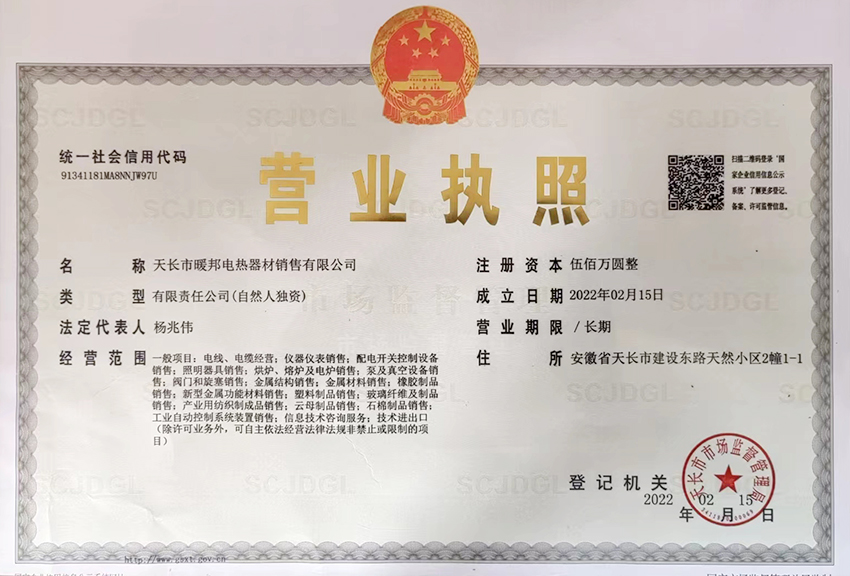 统一社会信用代码
91341181MA8NNJW97U
营业执照
扫描二维码登录“国
家企业信用信息公示
系统”了解更多登记、
备案、许可监管信息。
名 称 天长市暖邦电热器材销售有限公司
类 型 有限责任公司(自然人独资)
法定代表人 杨兆伟
经营范围 一般项目：电线、电缆经营；仪器仪表销售；配电开关控制设备
销售；照明器具销售；烘炉、熔炉及电炉销售；泵及真空设备销
售；阀门和旋塞销售；金属结构销售；金属材料销售；橡胶制品
销售；新型金属功能材料销售；塑料制品销售；玻璃纤维及制品
销售；产业用纺织制成品销售；云母制品销售；石棉制品销售；
工业自动控制系统装置销售；信息技术咨询服务；技术进出口
（除许可业务外，可自主依法经营法律法规非禁止或限制的项
目）
注册资本 伍佰万圆整
成立日期 2022年02月15日
营业期限 / 长期
住 所 安徽省天长市建设东路天然小区2幢1-1
登记机关
天长市市场监督管理局
2022 02 15
年 月 日
http://www.gsxt.gov.cn
SCJDGL
市场监督管理